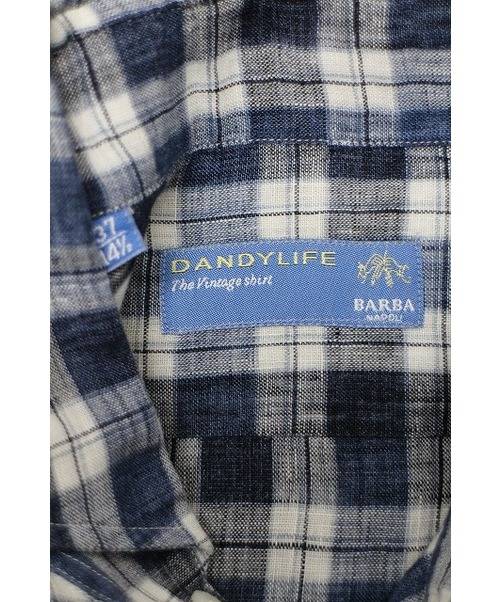 37
14½
DANDYLIFE
The Vintage shirt
BARBA
NAPOLI